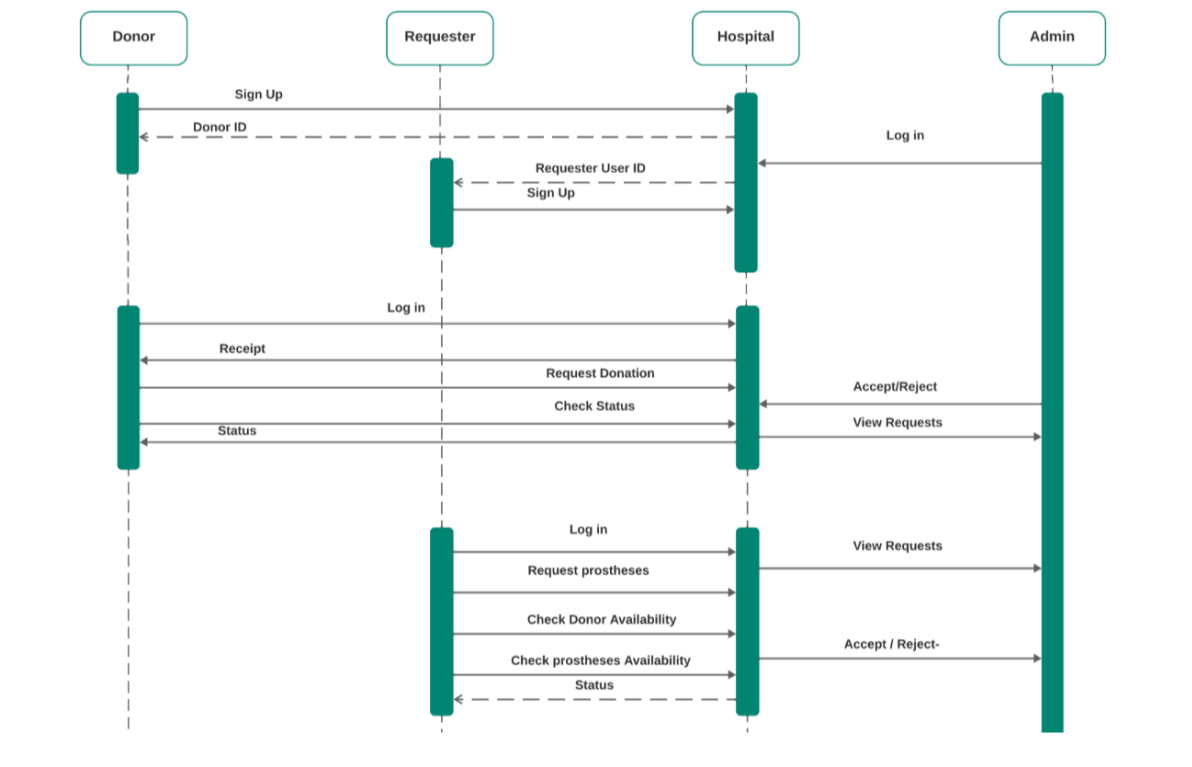 Donor
Requester
Hospital
Admin
Sign Up
Donor ID
Log in
Requester User ID
Sign Up
Log in
Receipt
Request Donation
Accept/Reject
Check Status
View Requests
Status
Log in
View Requests
Request prostheses
Check Donor Availability
Accept / Reject-
Check prostheses Availability
Status